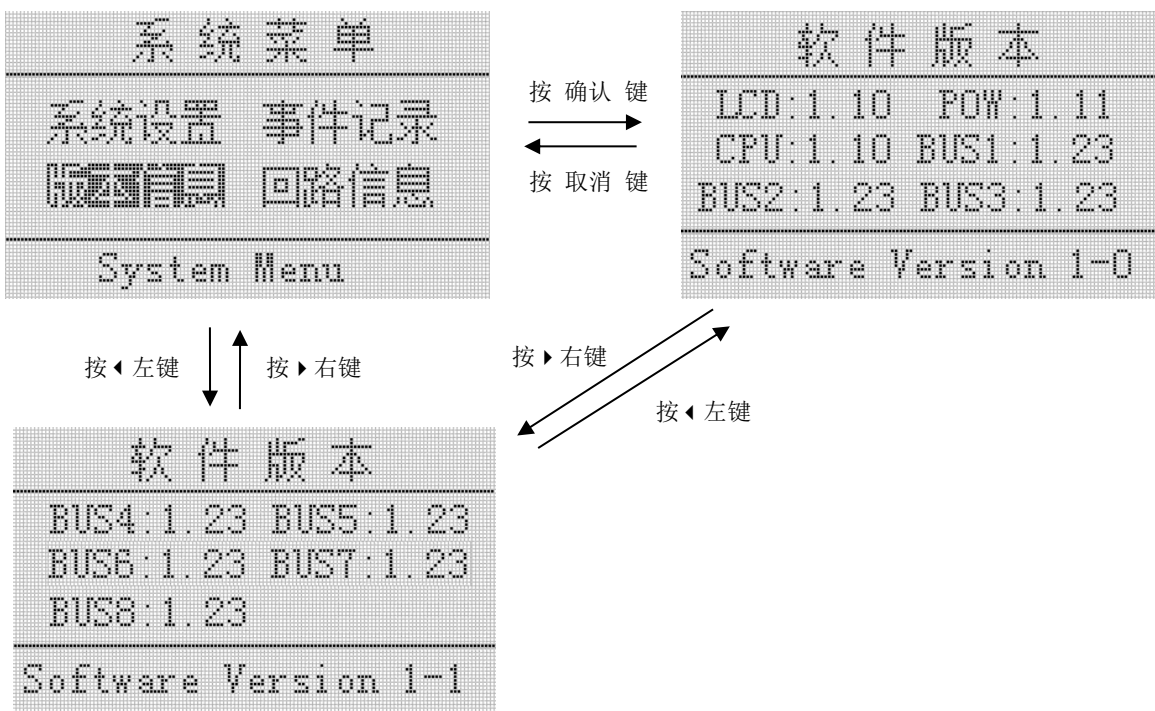 系 统 菜 单
系统设置 事件记录
版本信息 回路信息
System Menu
按 确认 键
按 取消 键
软 件 版 本
LCD:1.10 POW:1.11
CPU:1.10 BUS1:1.23
BUS2:1.23 BUS3:1.23
Software Version 1-0
按 ◀ 左键
按 ▶ 右键
按 ▶ 右键
按 ◀ 左键
软 件 版 本
BUS4:1.23 BUS5:1.23
BUS6:1.23 BUS7:1.23
BUS8:1.23
Software Version 1-1